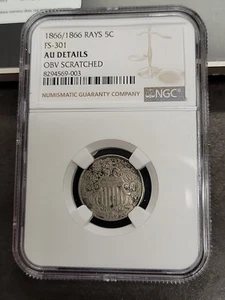 1866/1866 RAYS 5C
FS-301
AU DETAILS
OBV SCRATCHED
8294569-003
NUMISMATIC GUARANTY COMPANY
NGC